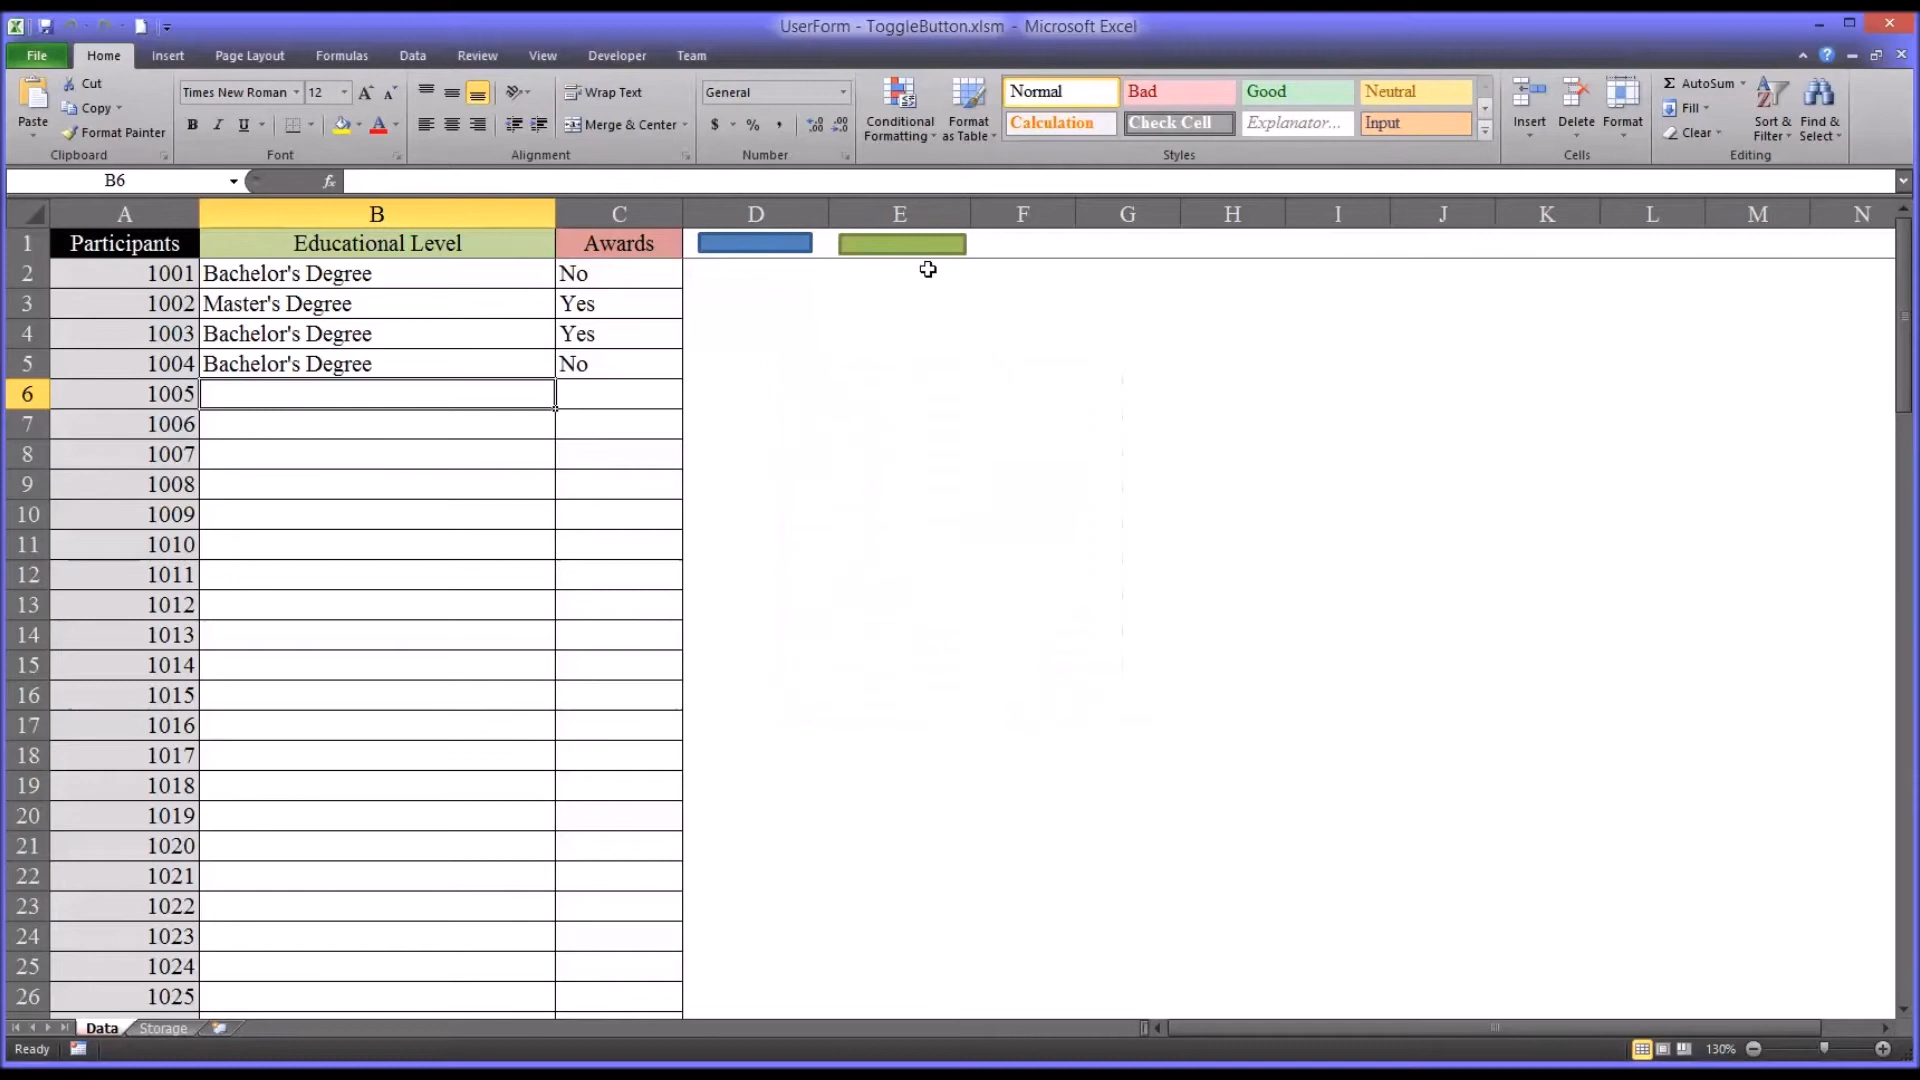 UserForm - ToggleButton.xlsm - Microsoft Excel
File Home Insert Page Layout Formulas Data Review View Developer Team
Paste Cut Copy Format Painter
Times New Roman 12 A A
B I U A
Wrap Text
Merge & Center
General
$ % ,
Conditional Formatting
Format as Table
Normal Bad Good Neutral
Calculation Check Cell Explanator... Input
Insert Delete Format
Σ AutoSum
Fill
Clear
Sort & Filter
Find & Select
Clipboard Font Alignment Number Styles Cells Editing
B6 fx
A B C D E F G H I J K L M N
1 Participants Educational Level Awards
2 1001 Bachelor's Degree No
3 1002 Master's Degree Yes
4 1003 Bachelor's Degree Yes
5 1004 Bachelor's Degree No
6 1005
7 1006
8 1007
9 1008
10 1009
11 1010
12 1011
13 1012
14 1013
15 1014
16 1015
17 1016
18 1017
19 1018
20 1019
21 1020
22 1021
23 1022
24 1023
25 1024
26 1025
Data Storage
Ready 130%